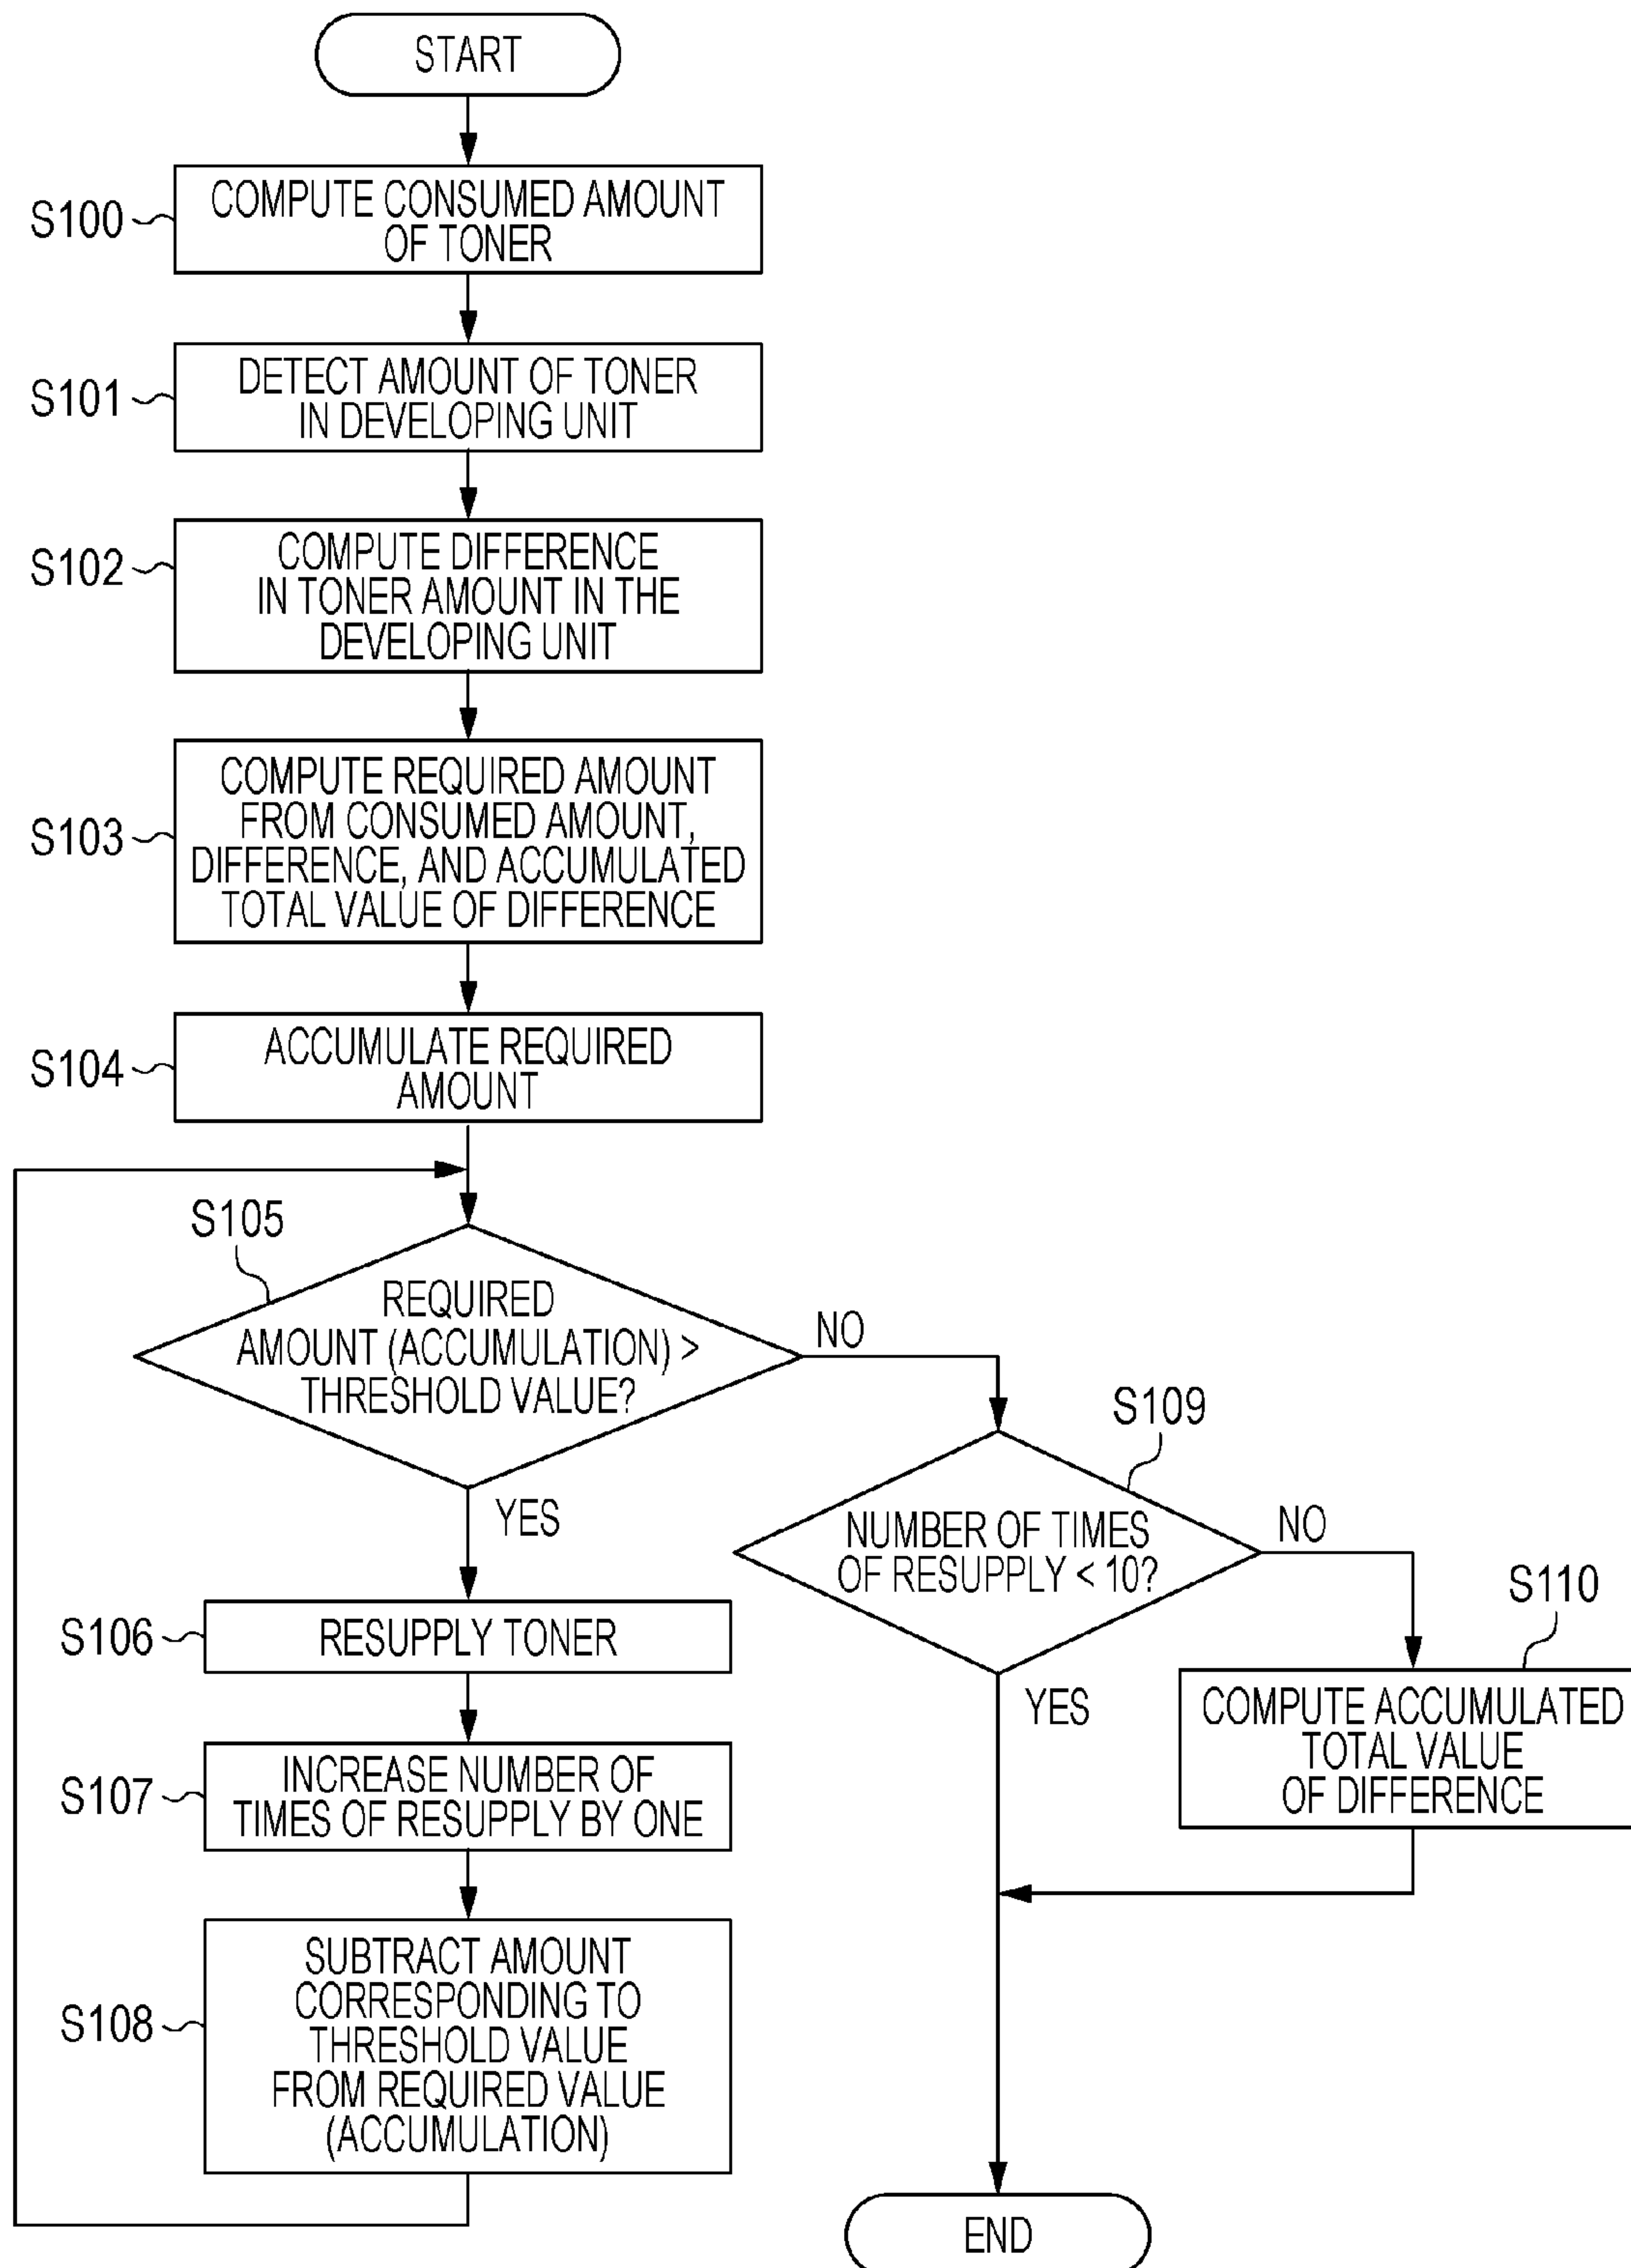 START
S100
COMPUTE CONSUMED AMOUNT
OF TONER
S101
DETECT AMOUNT OF TONER
IN DEVELOPING UNIT
S102
COMPUTE DIFFERENCE
IN TONER AMOUNT IN THE
DEVELOPING UNIT
S103
COMPUTE REQUIRED AMOUNT
FROM CONSUMED AMOUNT,
DIFFERENCE, AND ACCUMULATED
TOTAL VALUE OF DIFFERENCE
S104
ACCUMULATE REQUIRED
AMOUNT
S105
REQUIRED
AMOUNT (ACCUMULATION) >
THRESHOLD VALUE?
NO
YES
S106
RESUPPLY TONER
S107
INCREASE NUMBER OF
TIMES OF RESUPPLY BY ONE
S108
SUBTRACT AMOUNT
CORRESPONDING TO
THRESHOLD VALUE
FROM REQUIRED VALUE
(ACCUMULATION)
S109
NUMBER OF TIMES
OF RESUPPLY < 10?
NO
YES
S110
COMPUTE ACCUMULATED
TOTAL VALUE
OF DIFFERENCE
END